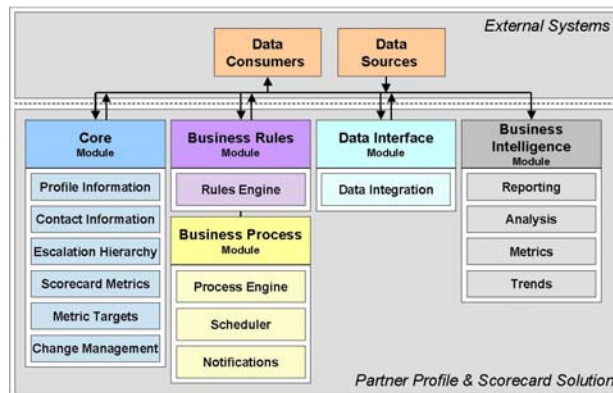 External Systems
Data
Consumers
Data
Sources
Core
Module
Profile Information
Contact Information
Escalation Hierarchy
Scorecard Metrics
Metric Targets
Change Management
Business Rules
Module
Rules Engine
Business Process
Module
Process Engine
Scheduler
Notifications
Data Interface
Module
Data Integration
Business
Intelligence
Module
Reporting
Analysis
Metrics
Trends
Partner Profile & Scorecard Solution